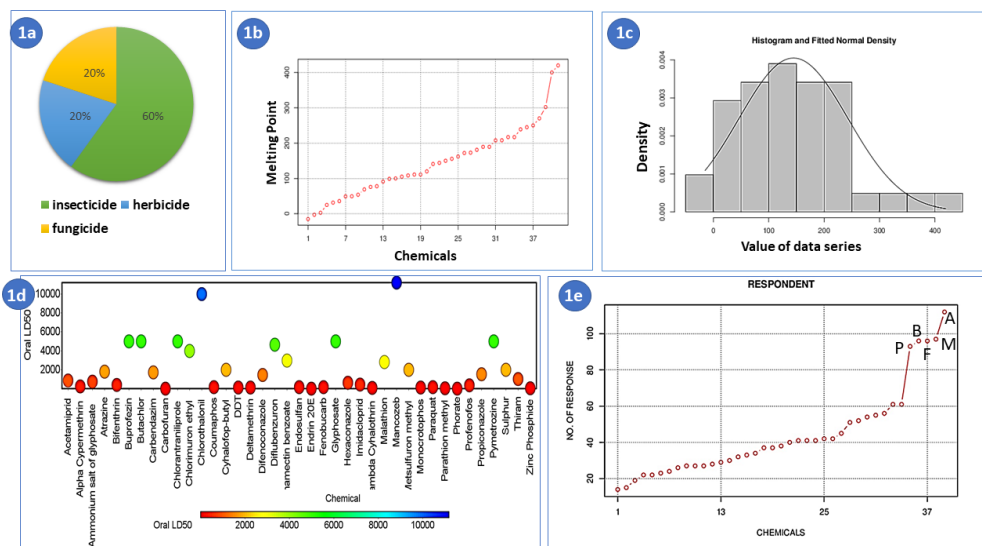 1a
20%
20%
60%
insecticide
herbicide
fungicide
1b
Melting Point
0
100
200
300
400
1
7
13
19
25
31
37
Chemicals
1c
Histogram and Fitted Normal Density
Density
0.000
0.001
0.002
0.003
0.004
0
100
200
300
400
Value of data series
1d
Oral LD50
10000
8000
6000
4000
2000
Acetamiprid
Alpha Cypermethrin
Ammonium salt of glyphosate
Atrazine
Bifenthrin
Buprofezin
Butachlor
Carbendazim
Carbofuran
Chlorantraniliprole
Chlorimuron ethyl
Chlorothalonil
Coumaphos
Cyhalofop-butyl
DDT
Deltamethrin
Difenoconazole
Diflubenzuron
namectin benzoate
Endosulfan
Endrin 20E
Fenobucarb
Glyphosate
Hexaconazole
Imidacloprid
ambda Cyhalothrin
Malathion
Mancozeb
Metsulfuron methyl
Monocrotophos
Paraquat
Parathion methyl
Phorate
Profenofos
Propiconazole
Pymetrozine
Sulphur
Thiram
Zinc Phosphide
Chemical
Oral LD50
2000
4000
6000
8000
10000
1e
RESPONDENT
NO. OF RESPONSE
20
40
60
80
100
P
B
F
M
A
1
13
25
37
CHEMICALS